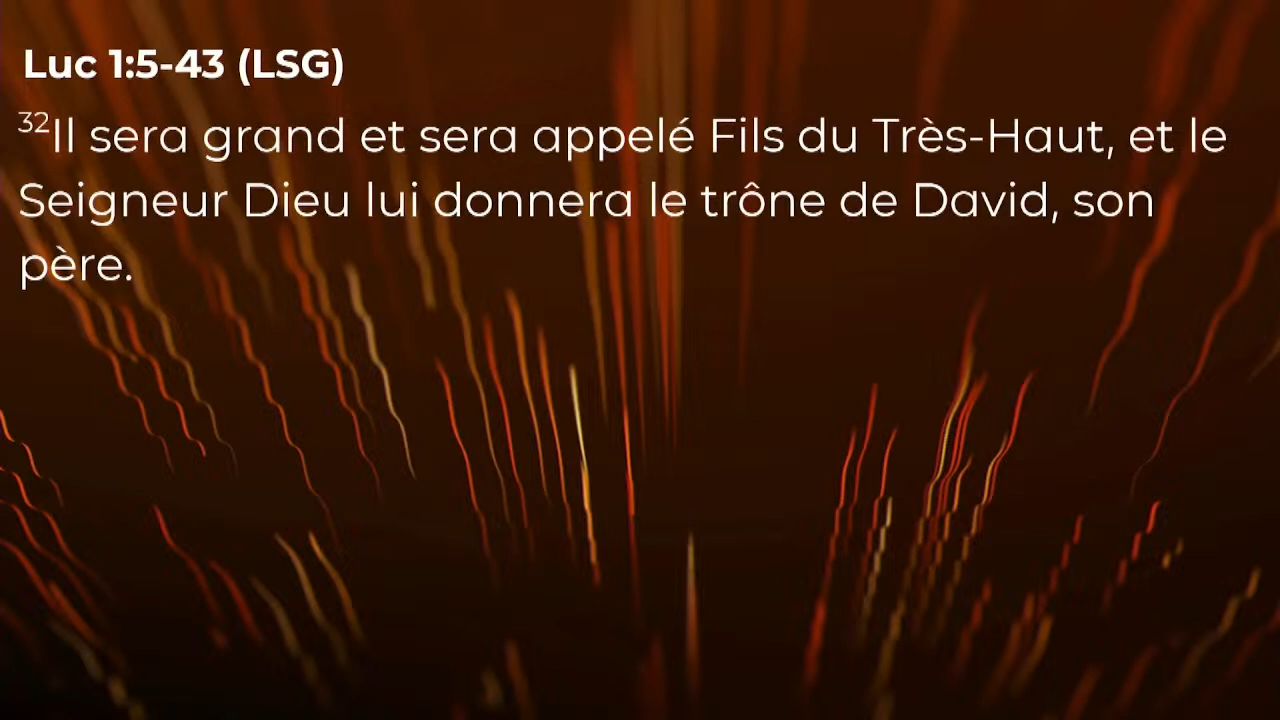 Luc 1:5-43 (LSG)
32Il sera grand et sera appelé Fils du Très-Haut, et le
Seigneur Dieu lui donnera le trône de David, son
père.